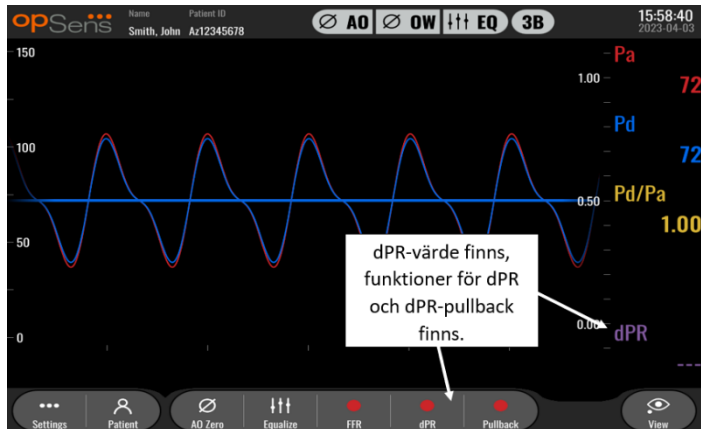 opSens
Name
Patient ID
Smith, John
Az12345678
Ø AO
Ø OW
EQ
3B
15:58:40
2023-04-03
150
100
50
0
1.00
0.50
0.00
Pa
72
Pd
72
Pd/Pa
1.00
dPR
---
dPR-värde finns,
funktioner för dPR
och dPR-pullback
finns.
Settings
Patient
AO Zero
Equalize
FFR
dPR
Pullback
View